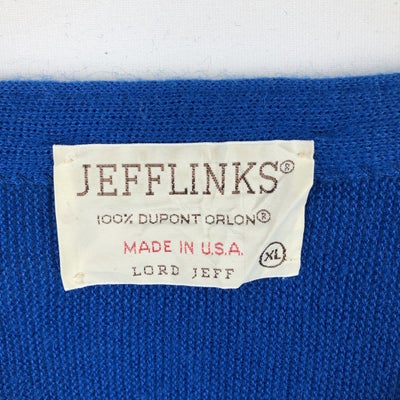 JEFFLINKS®
100% DUPONT ORLON®
MADE IN U.S.A.
XL
LORD JEFF